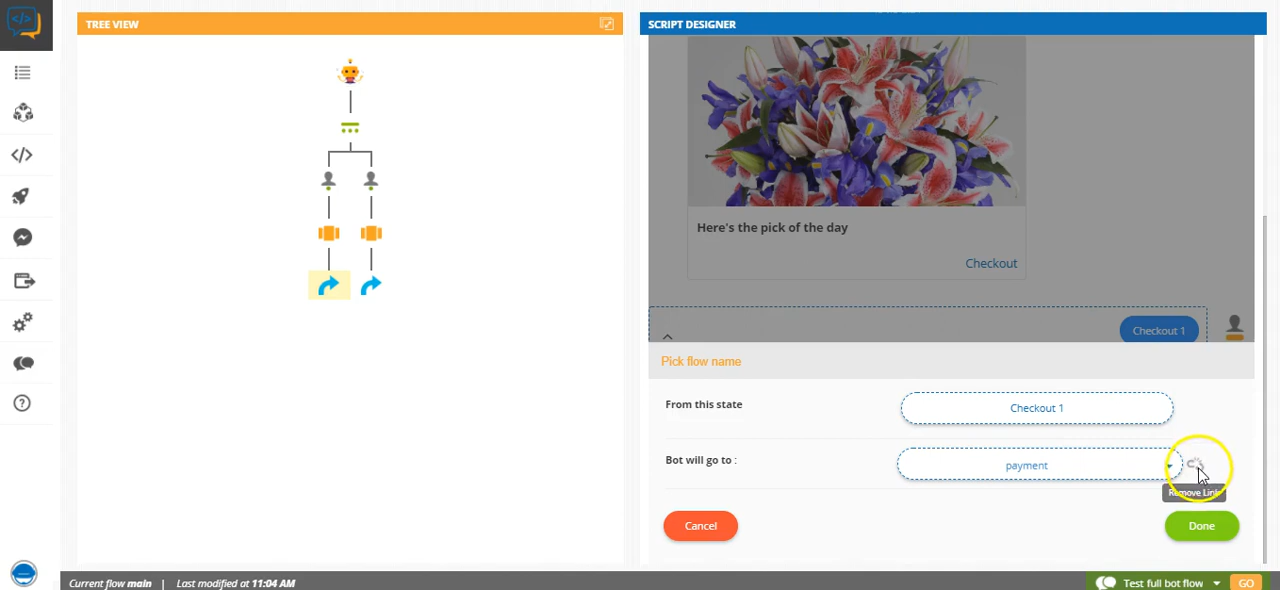 TREE VIEW
SCRIPT DESIGNER
Here's the pick of the day
Checkout
Checkout 1
Pick flow name
From this state
Checkout 1
Bot will go to :
payment
Remove Link
Cancel
Done
Current flow main | Last modified at 11:04 AM
Test full bot flow
GO